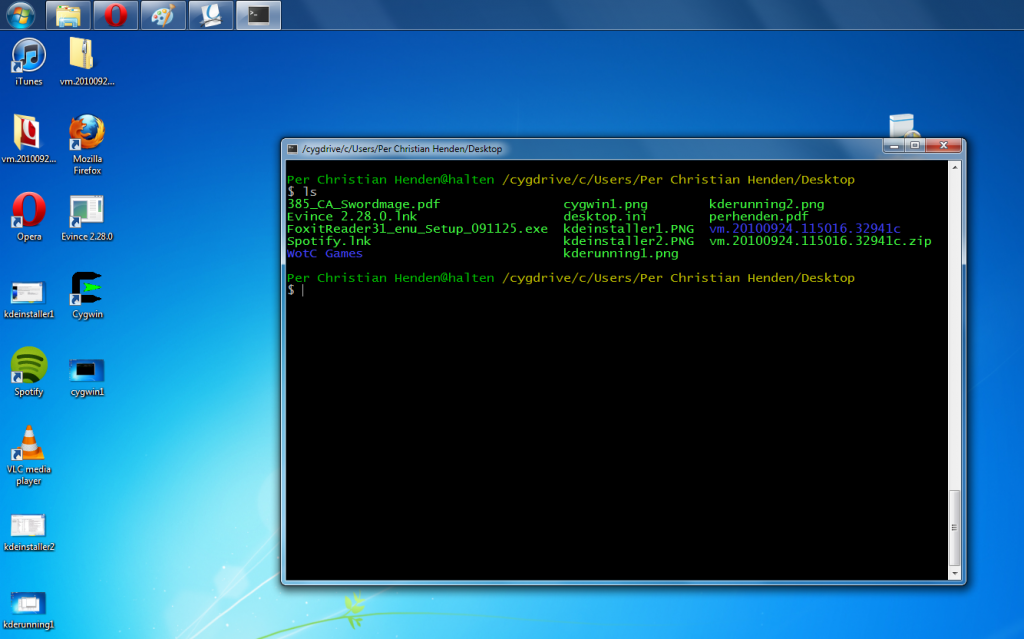 iTunes
vm.2010092...
vm.2010092...
Mozilla
Firefox
Opera
Evince 2.28.0
kdeinstaller1
Cygwin
Spotify
cygwin1
VLC media
player
kdeinstaller2
kderunning1
/cygdrive/c/Users/Per Christian Henden/Desktop
Per Christian Henden@halten /cygdrive/c/Users/Per Christian Henden/Desktop
$ ls
385_CA_Swordmage.pdf cygwin1.png kderunning2.png
Evince 2.28.0.lnk desktop.ini perhenden.pdf
FoxitReader31_enu_Setup_091125.exe kdeinstaller1.PNG vm.20100924.115016.32941c
Spotify.lnk kdeinstaller2.PNG vm.20100924.115016.32941c.zip
WotC Games kderunning1.png
Per Christian Henden@halten /cygdrive/c/Users/Per Christian Henden/Desktop
$